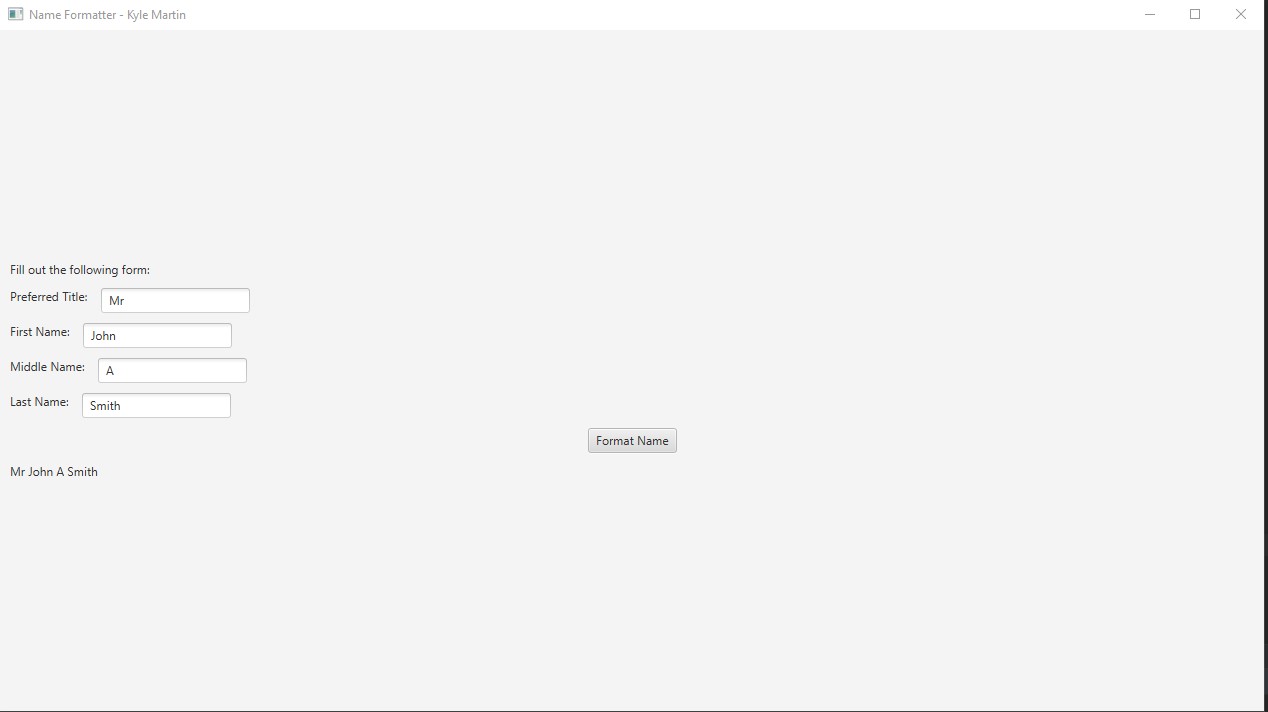 Name Formatter - Kyle Martin
Fill out the following form:
Preferred Title: Mr
First Name: John
Middle Name: A
Last Name: Smith
Format Name
Mr John A Smith